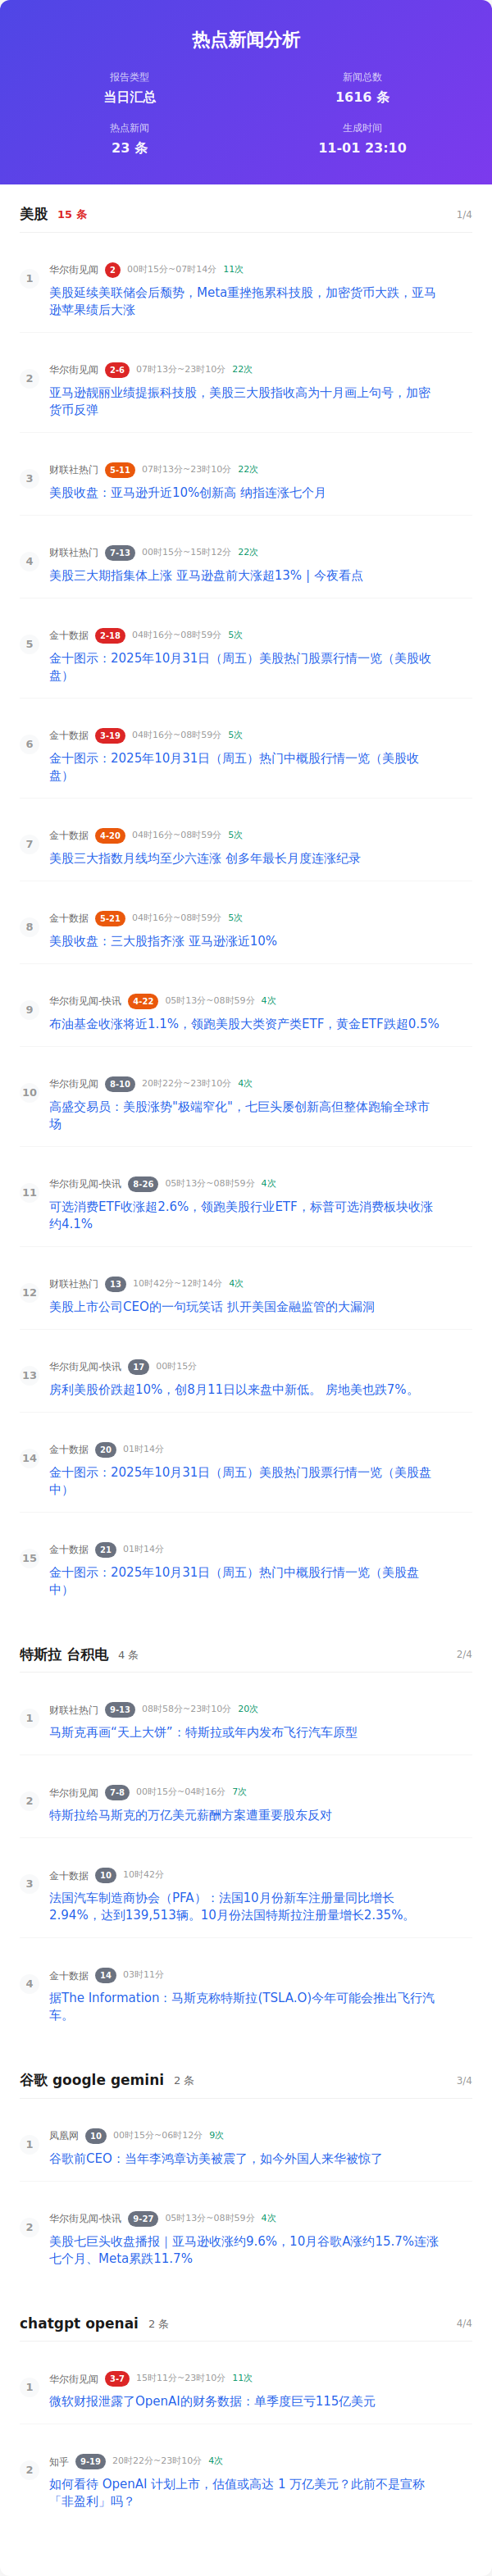 热点新闻分析
报告类型
当日汇总
新闻总数
1616 条
热点新闻
23 条
生成时间
11-01 23:10
美股 15 条 1/4
1
华尔街见闻 2 00时15分~07时14分 11次
美股延续美联储会后颓势，Meta重挫拖累科技股，加密货币大跌，亚马
逊苹果绩后大涨
2
华尔街见闻 2-6 07时13分~23时10分 22次
亚马逊靓丽业绩提振科技股，美股三大股指收高为十月画上句号，加密
货币反弹
3
财联社热门 5-11 07时13分~23时10分 22次
美股收盘：亚马逊升近10%创新高 纳指连涨七个月
4
财联社热门 7-13 00时15分~15时12分 22次
美股三大期指集体上涨 亚马逊盘前大涨超13% | 今夜看点
5
金十数据 2-18 04时16分~08时59分 5次
金十图示：2025年10月31日（周五）美股热门股票行情一览（美股收
盘）
6
金十数据 3-19 04时16分~08时59分 5次
金十图示：2025年10月31日（周五）热门中概股行情一览（美股收
盘）
7
金十数据 4-20 04时16分~08时59分 5次
美股三大指数月线均至少六连涨 创多年最长月度连涨纪录
8
金十数据 5-21 04时16分~08时59分 5次
美股收盘：三大股指齐涨 亚马逊涨近10%
9
华尔街见闻-快讯 4-22 05时13分~08时59分 4次
布油基金收涨将近1.1%，领跑美股大类资产类ETF，黄金ETF跌超0.5%
10
华尔街见闻 8-10 20时22分~23时10分 4次
高盛交易员：美股涨势"极端窄化"，七巨头屡创新高但整体跑输全球市
场
11
华尔街见闻-快讯 8-26 05时13分~08时59分 4次
可选消费ETF收涨超2.6%，领跑美股行业ETF，标普可选消费板块收涨
约4.1%
12
财联社热门 13 10时42分~12时14分 4次
美股上市公司CEO的一句玩笑话 扒开美国金融监管的大漏洞
13
华尔街见闻-快讯 17 00时15分
房利美股价跌超10%，创8月11日以来盘中新低。 房地美也跌7%。
14
金十数据 20 01时14分
金十图示：2025年10月31日（周五）美股热门股票行情一览（美股盘
中）
15
金十数据 21 01时14分
金十图示：2025年10月31日（周五）热门中概股行情一览（美股盘
中）
特斯拉 台积电 4 条 2/4
1
财联社热门 9-13 08时58分~23时10分 20次
马斯克再画“天上大饼”：特斯拉或年内发布飞行汽车原型
2
华尔街见闻 7-8 00时15分~04时16分 7次
特斯拉给马斯克的万亿美元薪酬方案遭重要股东反对
3
金十数据 10 10时42分
法国汽车制造商协会（PFA）：法国10月份新车注册量同比增长
2.94%，达到139,513辆。10月份法国特斯拉注册量增长2.35%。
4
金十数据 14 03时11分
据The Information：马斯克称特斯拉(TSLA.O)今年可能会推出飞行汽
车。
谷歌 google gemini 2 条 3/4
1
凤凰网 10 00时15分~06时12分 9次
谷歌前CEO：当年李鸿章访美被震了，如今外国人来华被惊了
2
华尔街见闻-快讯 9-27 05时13分~08时59分 4次
美股七巨头收盘播报｜亚马逊收涨约9.6%，10月谷歌A涨约15.7%连涨
七个月、Meta累跌11.7%
chatgpt openai 2 条 4/4
1
华尔街见闻 3-7 15时11分~23时10分 11次
微软财报泄露了OpenAI的财务数据：单季度巨亏115亿美元
2
知乎 9-19 20时22分~23时10分 4次
如何看待 OpenAI 计划上市，估值或高达 1 万亿美元？此前不是宣称
「非盈利」吗？